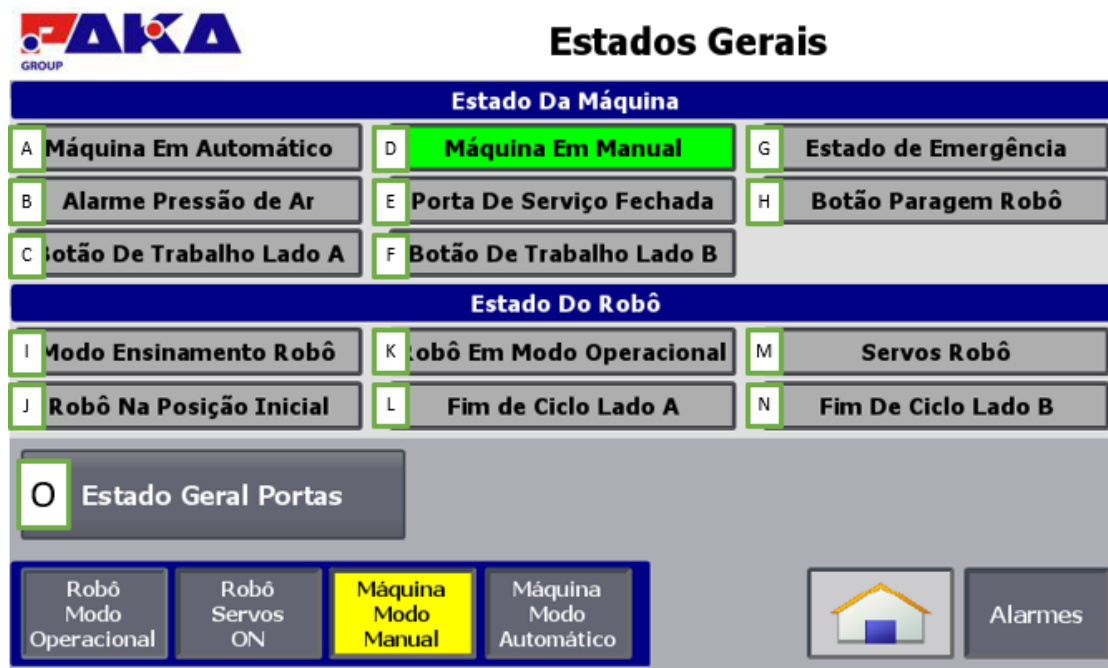 AKA
GROUP
Estados Gerais
Estado Da Máquina
A Máquina Em Automático
D Máquina Em Manual
G Estado de Emergência
B Alarme Pressão de Ar
E Porta De Serviço Fechada
H Botão Paragem Robô
C Botão De Trabalho Lado A
F Botão De Trabalho Lado B
Estado Do Robô
I Modo Ensinamento Robô
K Robô Em Modo Operacional
M Servos Robô
J Robô Na Posição Inicial
L Fim de Ciclo Lado A
N Fim De Ciclo Lado B
O Estado Geral Portas
Robô
Modo
Operacional
Robô
Servos
ON
Máquina
Modo
Manual
Máquina
Modo
Automático
Alarmes